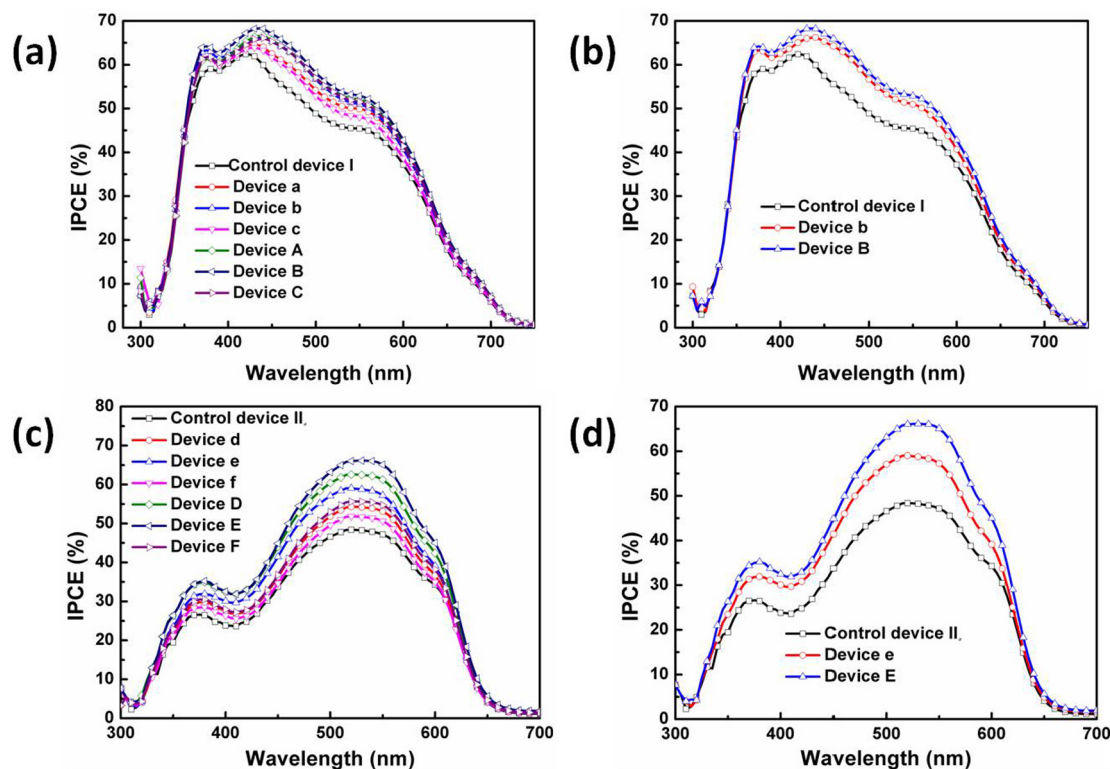 (a)
IPCE (%)
70
60
50
40
30
20
10
0
Control device I
Device a
Device b
Device c
Device A
Device B
Device C
300 400 500 600 700
Wavelength (nm)
(b)
IPCE (%)
70
60
50
40
30
20
10
0
Control device I
Device b
Device B
300 400 500 600 700
Wavelength (nm)
(c)
IPCE (%)
80
70
60
50
40
30
20
10
0
Control device II。
Device d
Device e
Device f
Device D
Device E
Device F
300 400 500 600 700
Wavelength (nm)
(d)
IPCE (%)
70
60
50
40
30
20
10
0
Control device II。
Device e
Device E
300 400 500 600 700
Wavelength (nm)